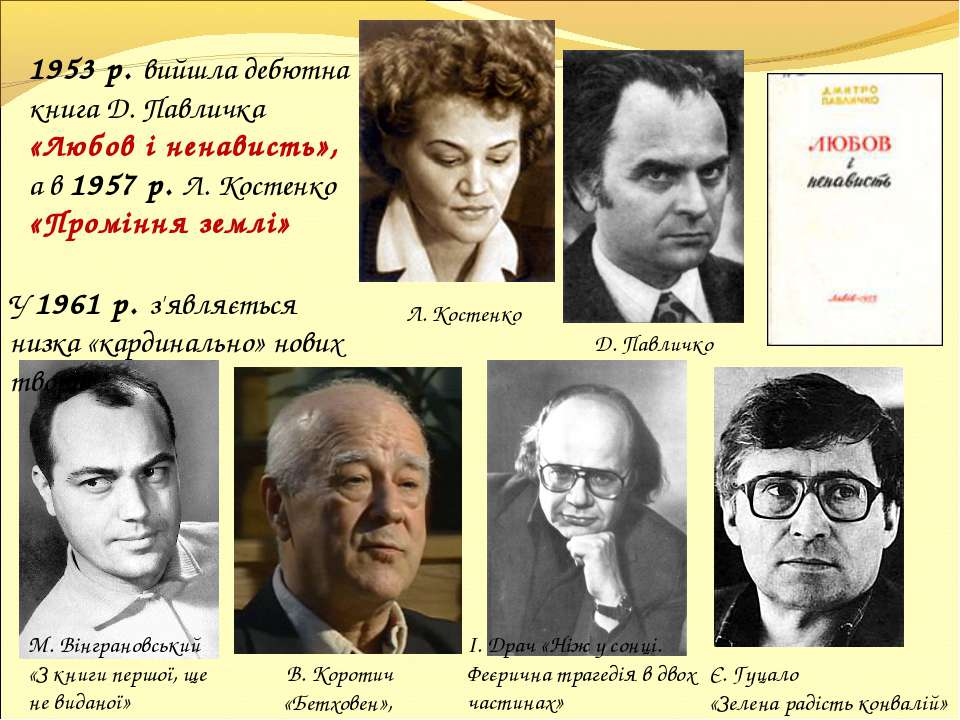 1953 р. вийшла дебютна
книга Д. Павличка
«Любов і ненависть»,
а в 1957 р. Л. Костенко
«Проміння землі»
У 1961 р. з'являється
низка «кардинально» нових
Л. Костенко
Д. Павличко
ДМИТРО
ПАВЛИЧКО
ЛЮБОВ
і
ненависть
Львів-1953
М. Вінграновський
«З книги першої, ще
не виданої»
В. Коротич
«Бетховен»,
І. Драч «Ніж у сонці.
Феєрична трагедія в двох
частинах»
Є. Гуцало
«Зелена радість конвалій»